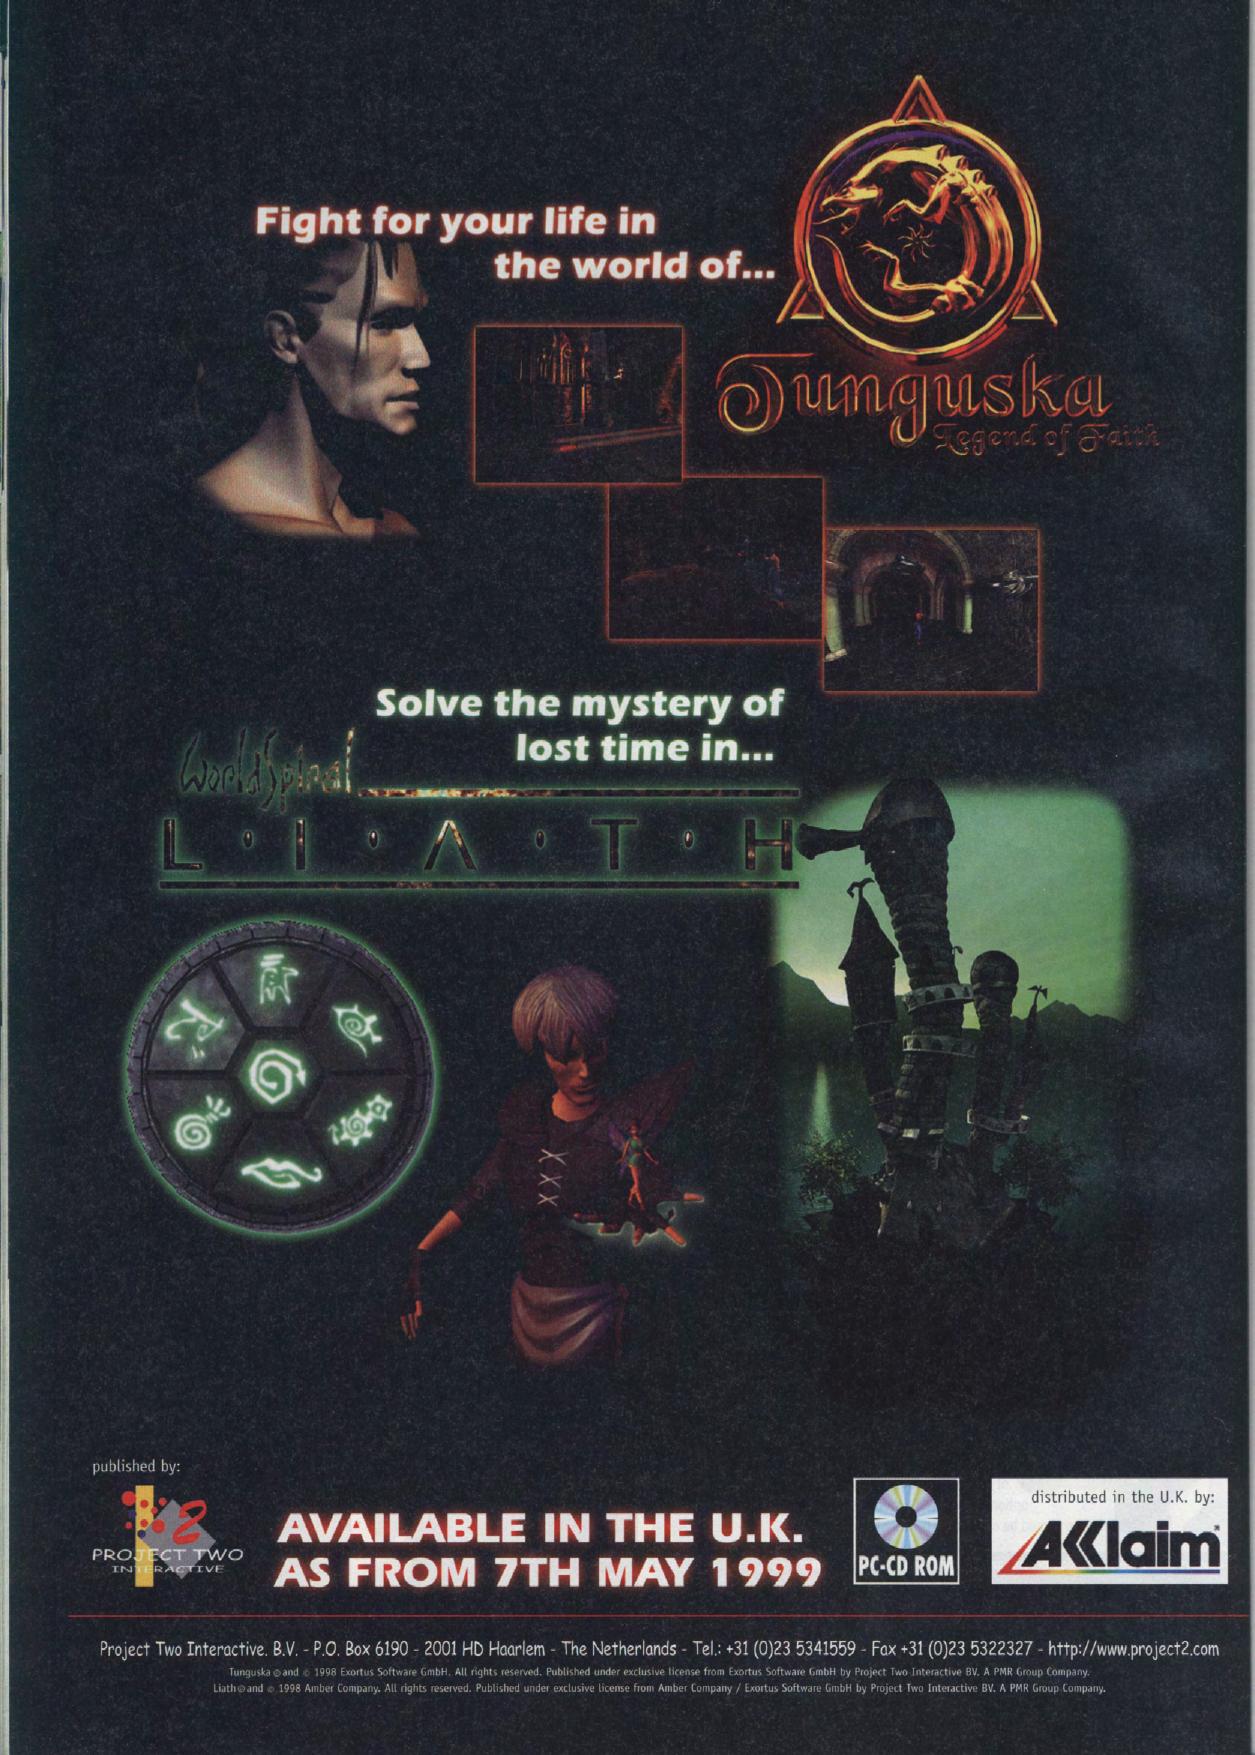 Fight for your life in
the world of...
Tunguska
Legend of Faith
Solve the mystery of
lost time in...
WorldSpiral
L·I·A·T·H
published by:
2
PROJECT TWO
INTERACTIVE
AVAILABLE IN THE U.K.
AS FROM 7TH MAY 1999
PC-CD ROM
distributed in the U.K. by:
AKKlaim
Project Two Interactive. B.V. - P.O. Box 6190 - 2001 HD Haarlem - The Netherlands - Tel.: +31 (0)23 5341559 - Fax +31 (0)23 5322327 - http://www.project2.com
Tunguska © and © 1998 Exortus Software GmbH. All rights reserved. Published under exclusive license from Exortus Software GmbH by Project Two Interactive BV. A PMR Group Company.
Liath © and © 1998 Amber Company. All rights reserved. Published under exclusive license from Amber Company / Exortus Software GmbH by Project Two Interactive BV. A PMR Group Company.